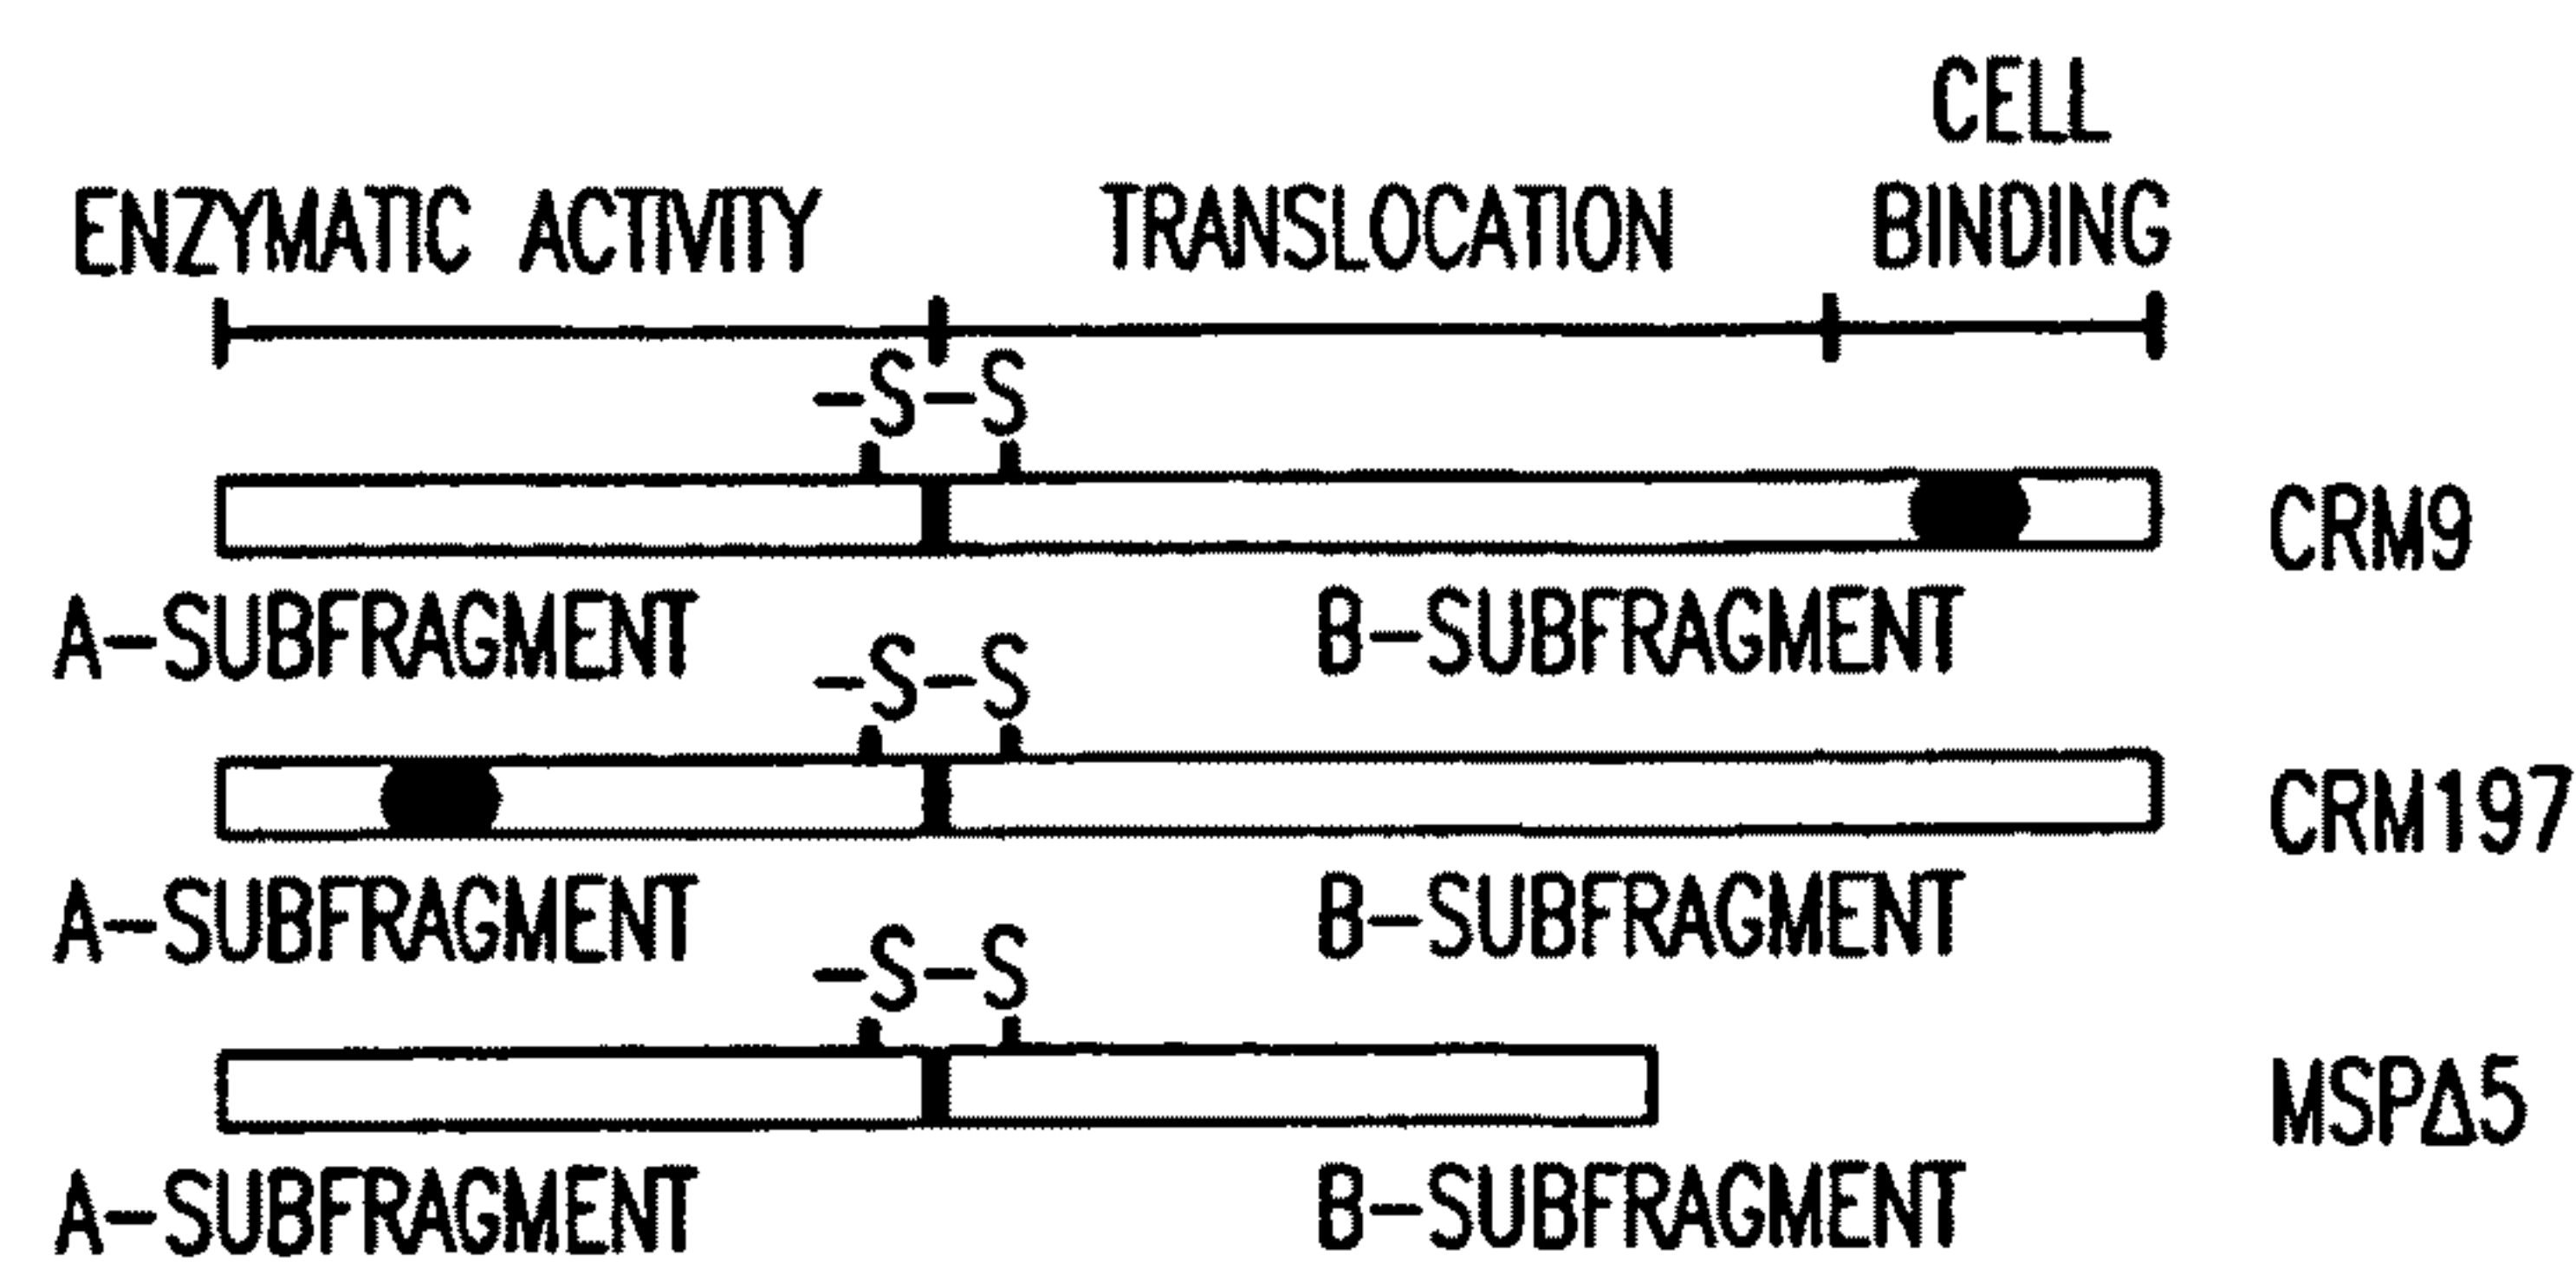 CELL
ENZYMATIC ACTIVITY TRANSLOCATION BINDING
-S-S
CRM9
A-SUBFRAGMENT B-SUBFRAGMENT
-S-S
CRM197
A-SUBFRAGMENT B-SUBFRAGMENT
-S-S
MSPΔ5
A-SUBFRAGMENT B-SUBFRAGMENT